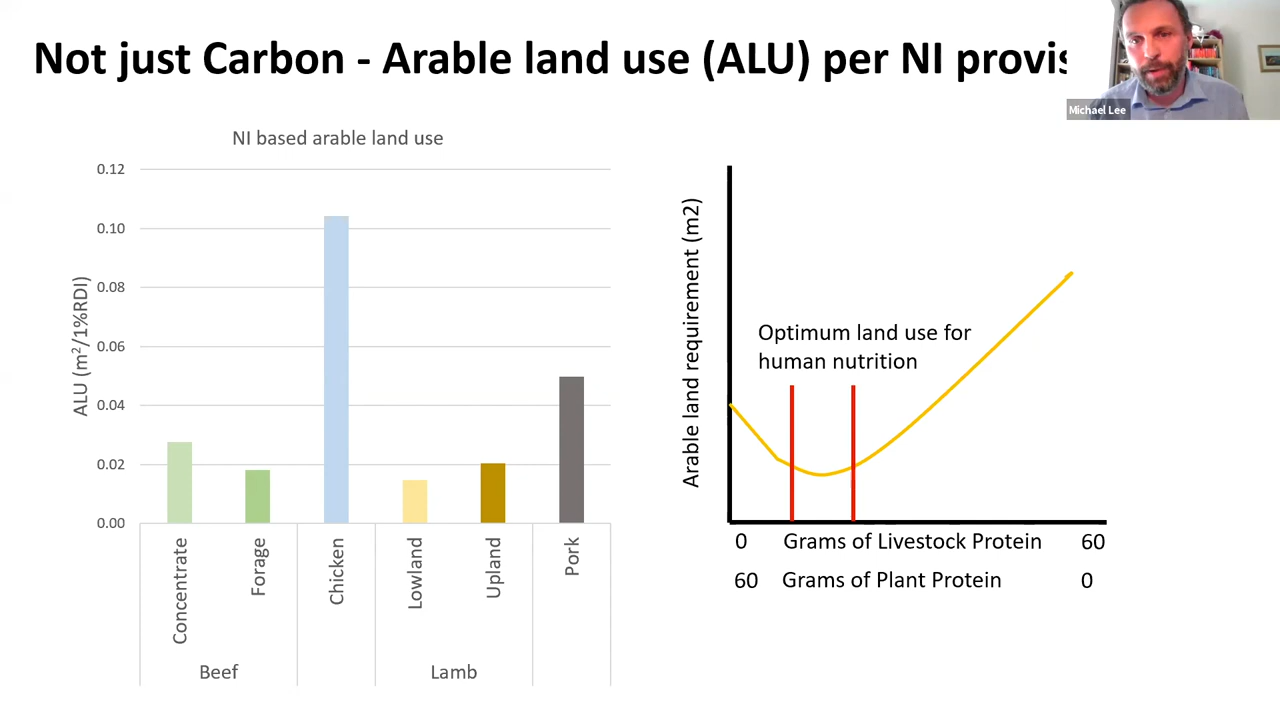 Not just Carbon - Arable land use (ALU) per NI provis
Michael Lee
NI based arable land use
0.12
0.10
0.08
0.06
0.04
0.02
0.00
ALU (m²/1%RDI)
Concentrate
Forage
Chicken
Lowland
Upland
Pork
Beef
Lamb
Arable land requirement (m2)
Optimum land use for
human nutrition
0 Grams of Livestock Protein 60
60 Grams of Plant Protein 0